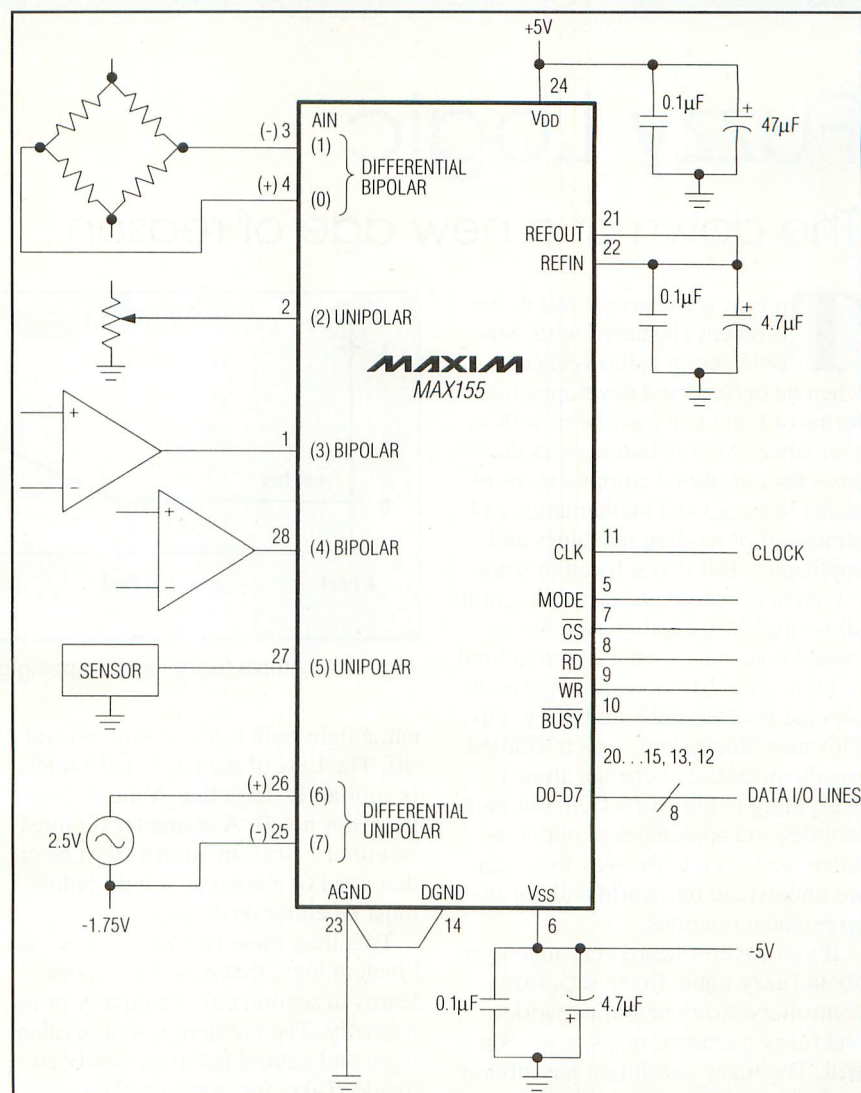 +5V
24
VDD
0.1µF
+
47µF
AIN
(-) 3
(1)
DIFFERENTIAL
BIPOLAR
(+) 4
(0)
21
REFOUT
22
REFIN
0.1µF
+
4.7µF
2
(2) UNIPOLAR
MAXIM
MAX155
+
-
1
(3) BIPOLAR
+
-
28
(4) BIPOLAR
11
CLK
CLOCK
5
MODE
7
CS
8
RD
9
WR
10
BUSY
SENSOR
27
(5) UNIPOLAR
20...15, 13, 12
D0-D7
8
DATA I/O LINES
(+) 26
(6)
DIFFERENTIAL
UNIPOLAR
(-) 25
(7)
2.5V
-1.75V
AGND
DGND
VSS
23
14
6
-5V
0.1µF
+
4.7µF